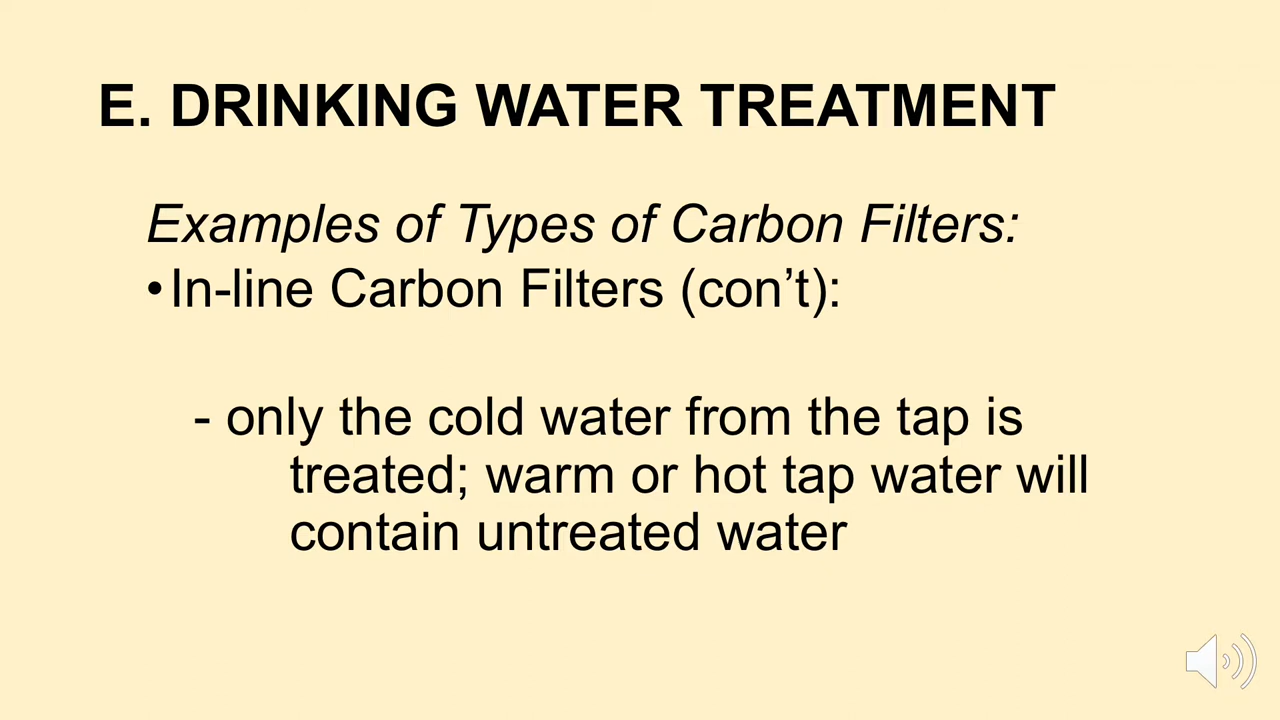 E. DRINKING WATER TREATMENT
Examples of Types of Carbon Filters:
•In-line Carbon Filters (con’t):
- only the cold water from the tap is
treated; warm or hot tap water will
contain untreated water